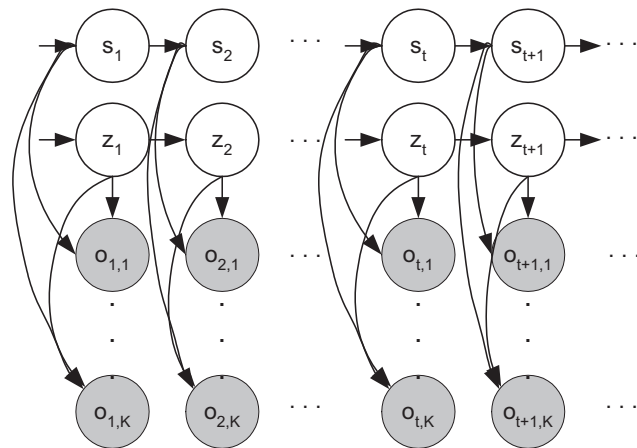 s1 s2 ... st st+1 ...
z1 z2 ... zt zt+1 ...
o1,1 o2,1 ... ot,1 ot+1,1 ...
o1,K o2,K ... ot,K ot+1,K ...